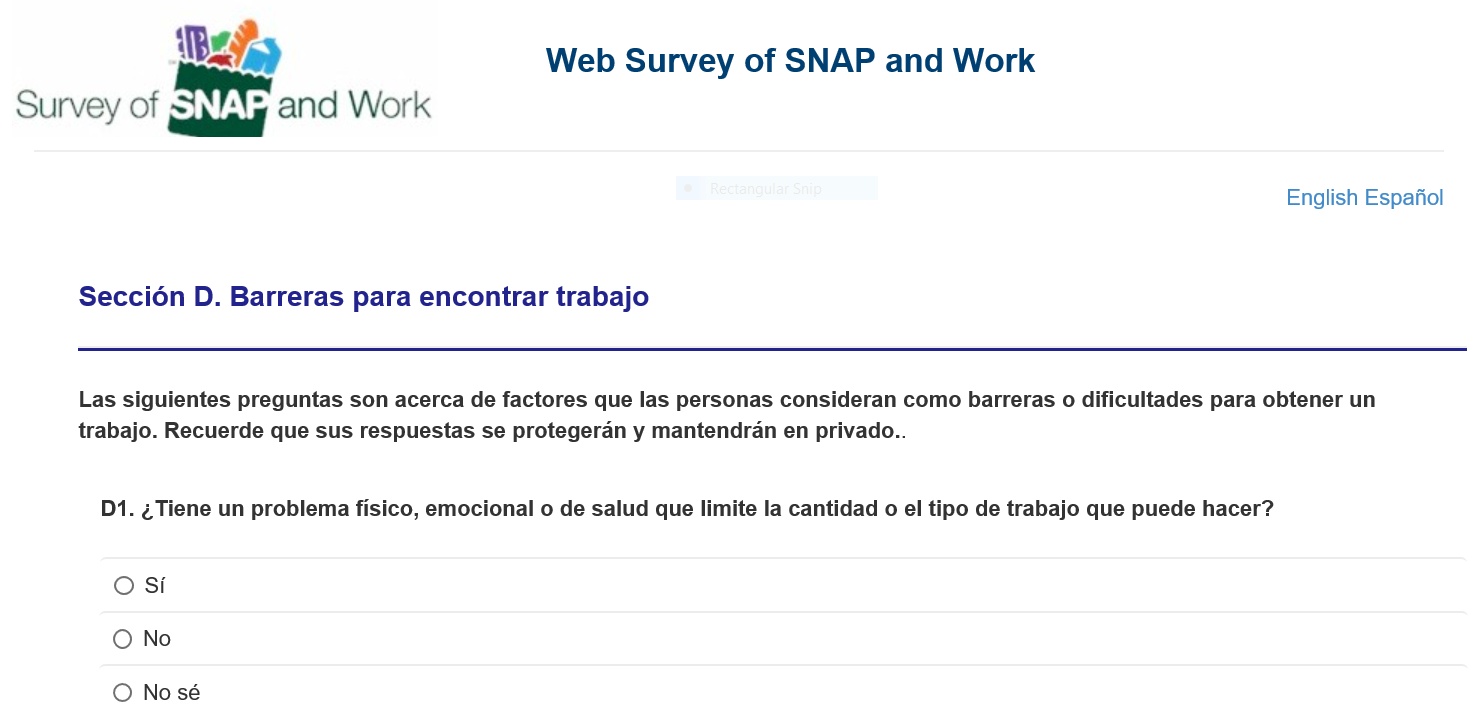 Survey of SNAP and Work
Web Survey of SNAP and Work
Rectangular Snip
English Español
Sección D. Barreras para encontrar trabajo
Las siguientes preguntas son acerca de factores que las personas consideran como barreras o dificultades para obtener un
trabajo. Recuerde que sus respuestas se protegerán y mantendrán en privado..
D1. ¿Tiene un problema físico, emocional o de salud que limite la cantidad o el tipo de trabajo que puede hacer?
Sí
No
No sé